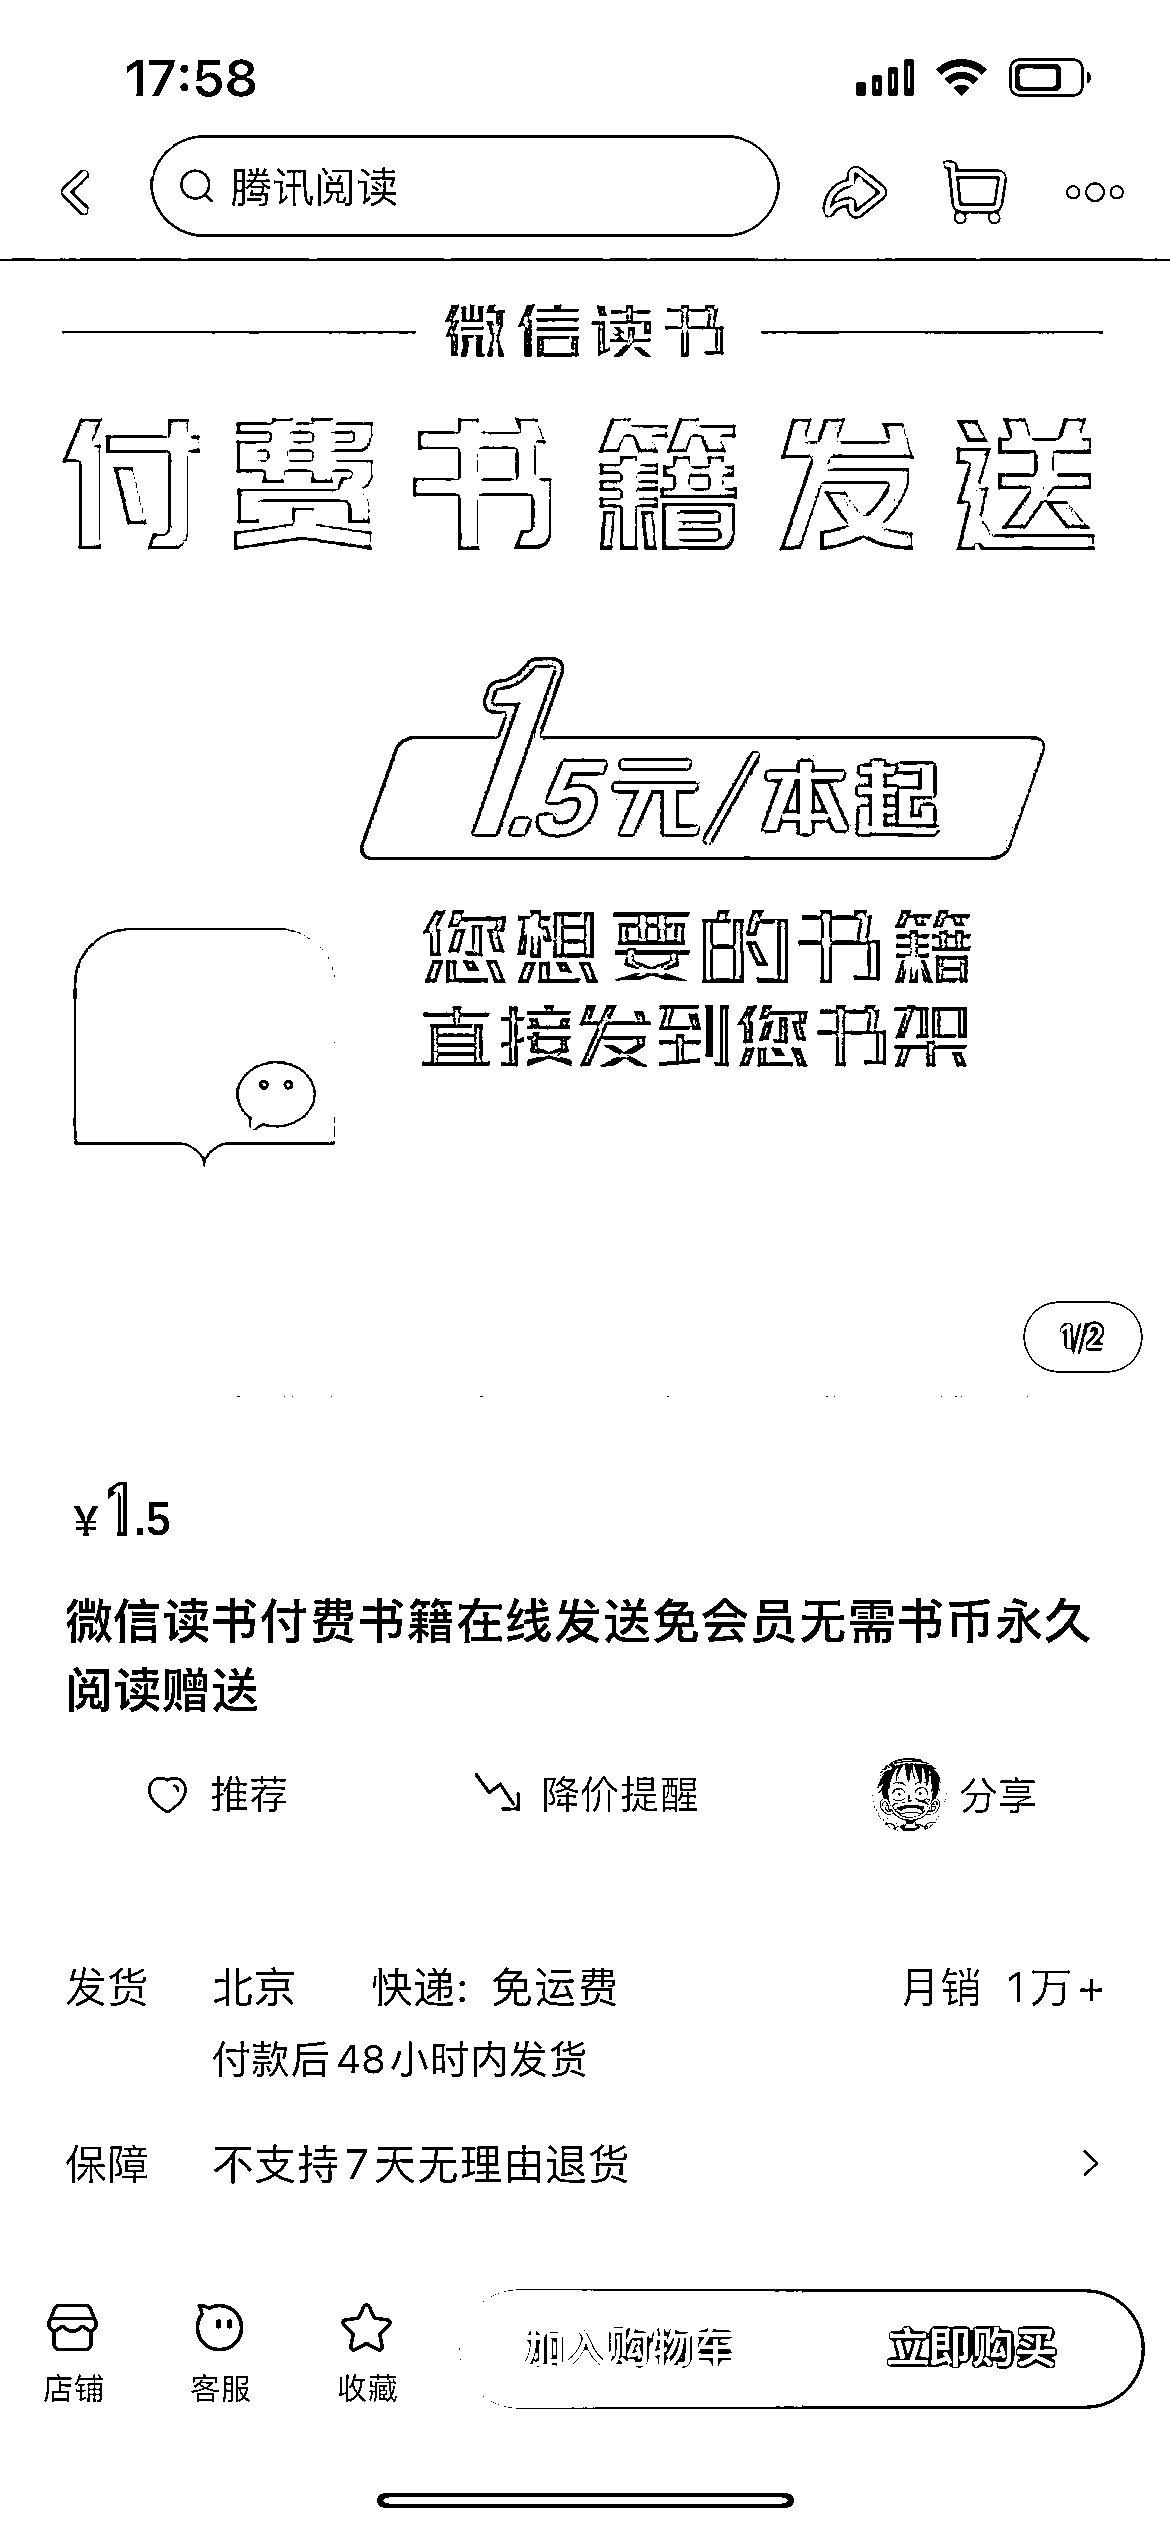 17:58
腾讯阅读
微信读书
付费书籍发送
1.5元/本起
您想要的书籍
直接发到您书架
1/2
¥1.5
微信读书付费书籍在线发送免会员无需书币永久
阅读赠送
推荐 降价提醒 分享
发货 北京 快递: 免运费 月销 1万+
付款后48小时内发货
保障 不支持7天无理由退货
店铺 客服 收藏 加入购物车 立即购买